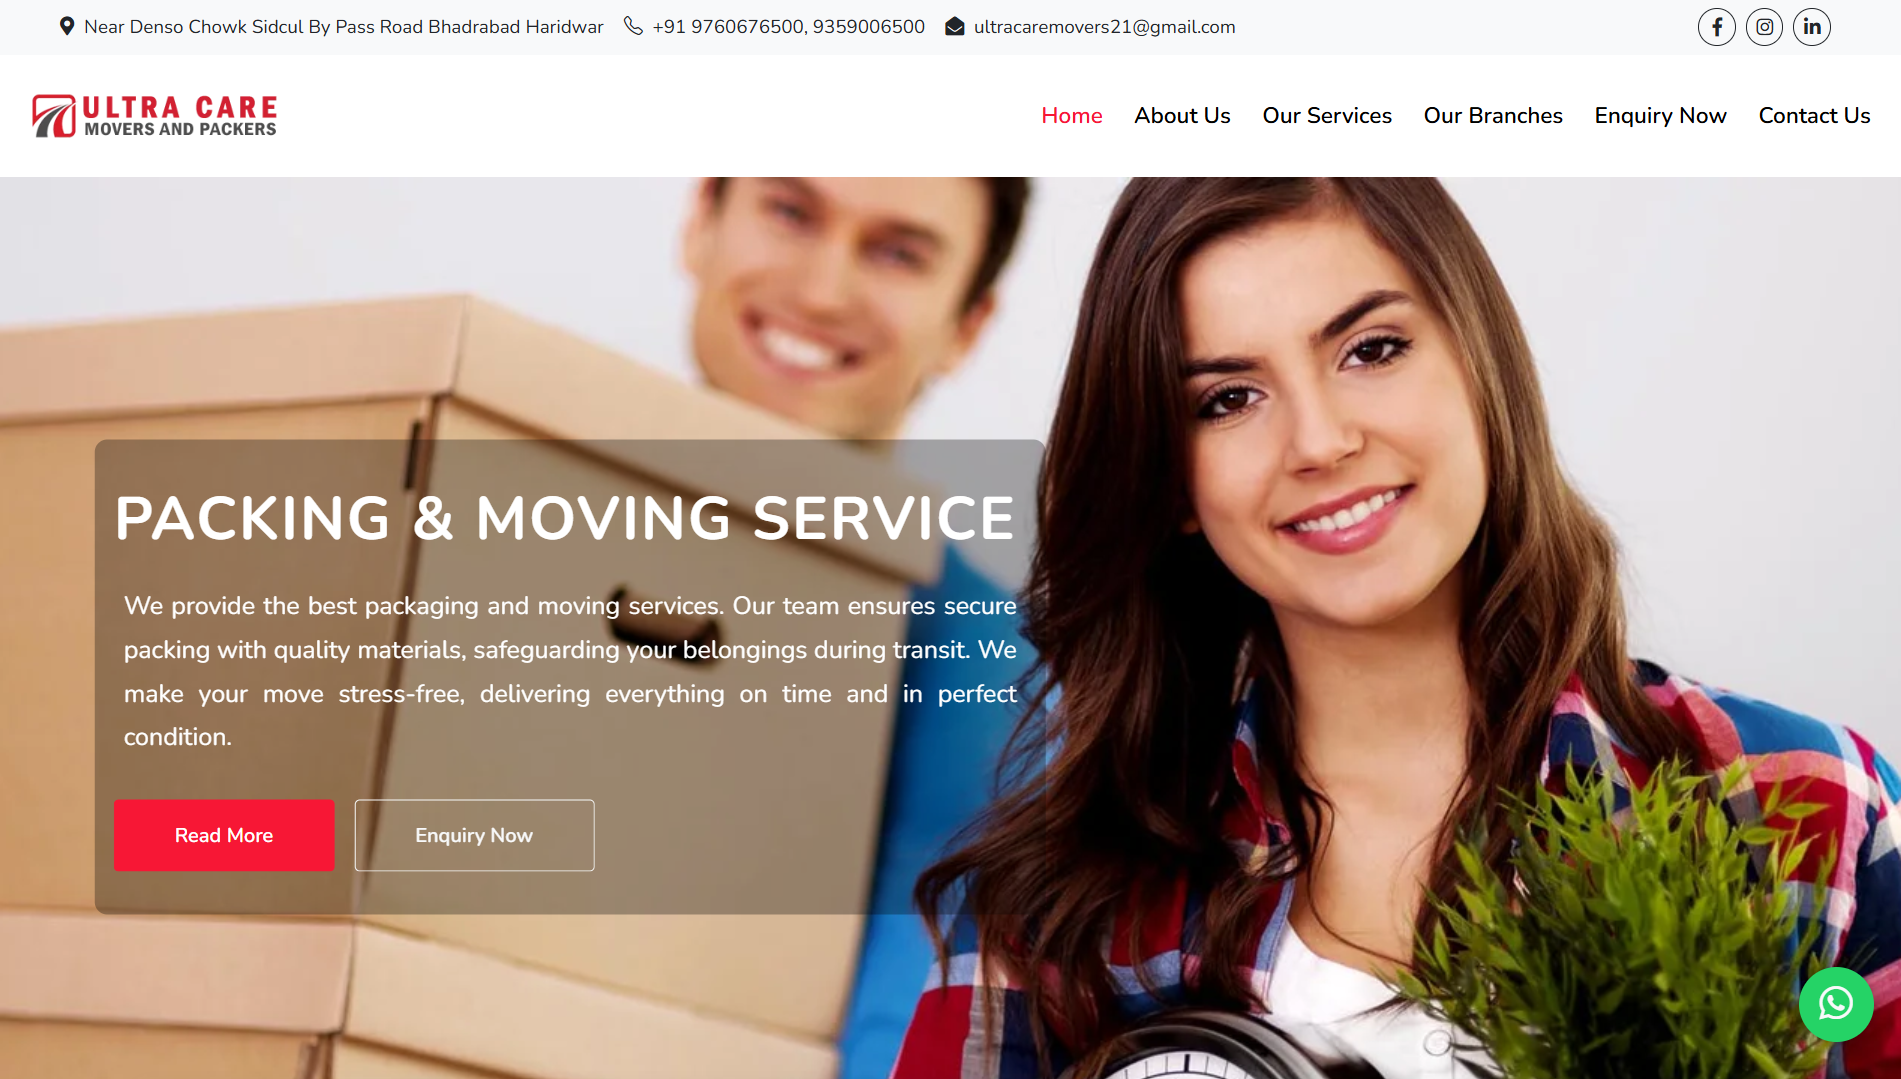 Near Denso Chowk Sidcul By Pass Road Bhadrabad Haridwar
+91 9760676500, 9359006500
ultracaremovers21@gmail.com
ULTRA CARE
MOVERS AND PACKERS
Home
About Us
Our Services
Our Branches
Enquiry Now
Contact Us
PACKING & MOVING SERVICE
We provide the best packaging and moving services. Our team ensures secure
packing with quality materials, safeguarding your belongings during transit. We
make your move stress-free, delivering everything on time and in perfect
condition.
Read More
Enquiry Now